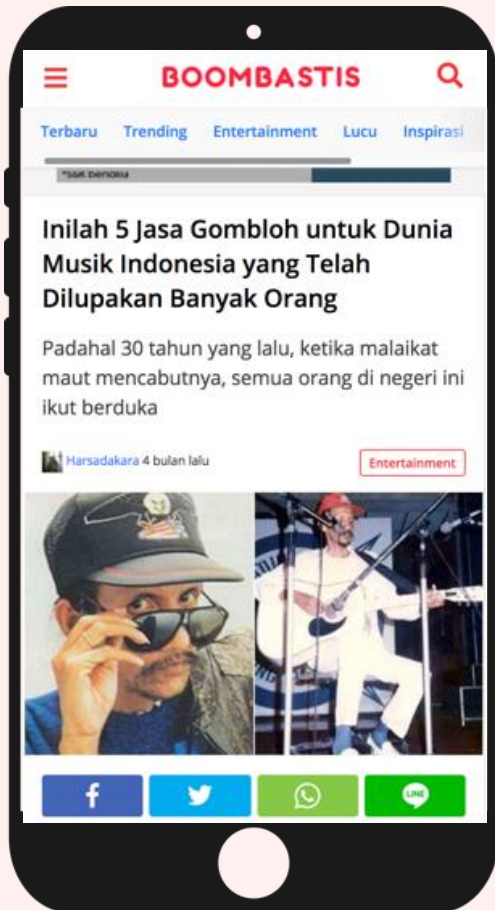 BOOMBASTIS
Terbaru Trending Entertainment Lucu Inspirasi
Inilah 5 Jasa Gombloh untuk Dunia
Musik Indonesia yang Telah
Dilupakan Banyak Orang
Padahal 30 tahun yang lalu, ketika malaikat
maut mencabutnya, semua orang di negeri ini
ikut berduka
Harsadakara 4 bulan lalu
Entertainment
LINE